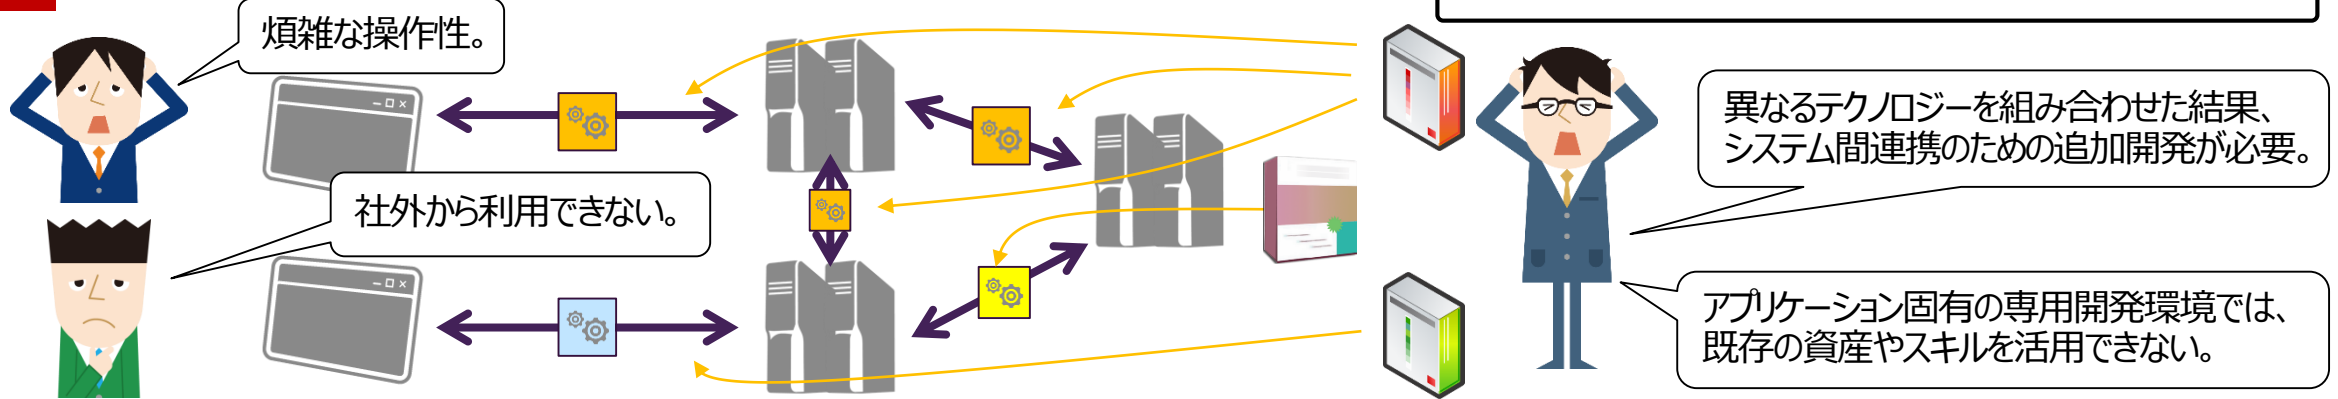 煩雑な操作性。
社外から利用できない。
異なるテクノロジーを組み合わせた結果、
システム間連携のための追加開発が必要。
アプリケーション固有の専用開発環境では、
既存の資産やスキルを活用できない。